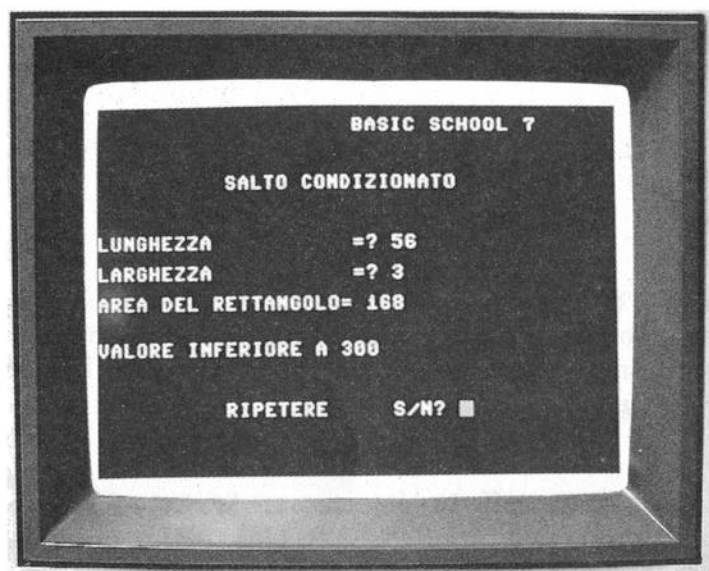 BASIC SCHOOL 7
SALTO CONDIZIONATO
LUNGHEZZA =? 56
LARGHEZZA =? 3
AREA DEL RETTANGOLO= 168
VALORE INFERIORE A 300
RIPETERE S/N?